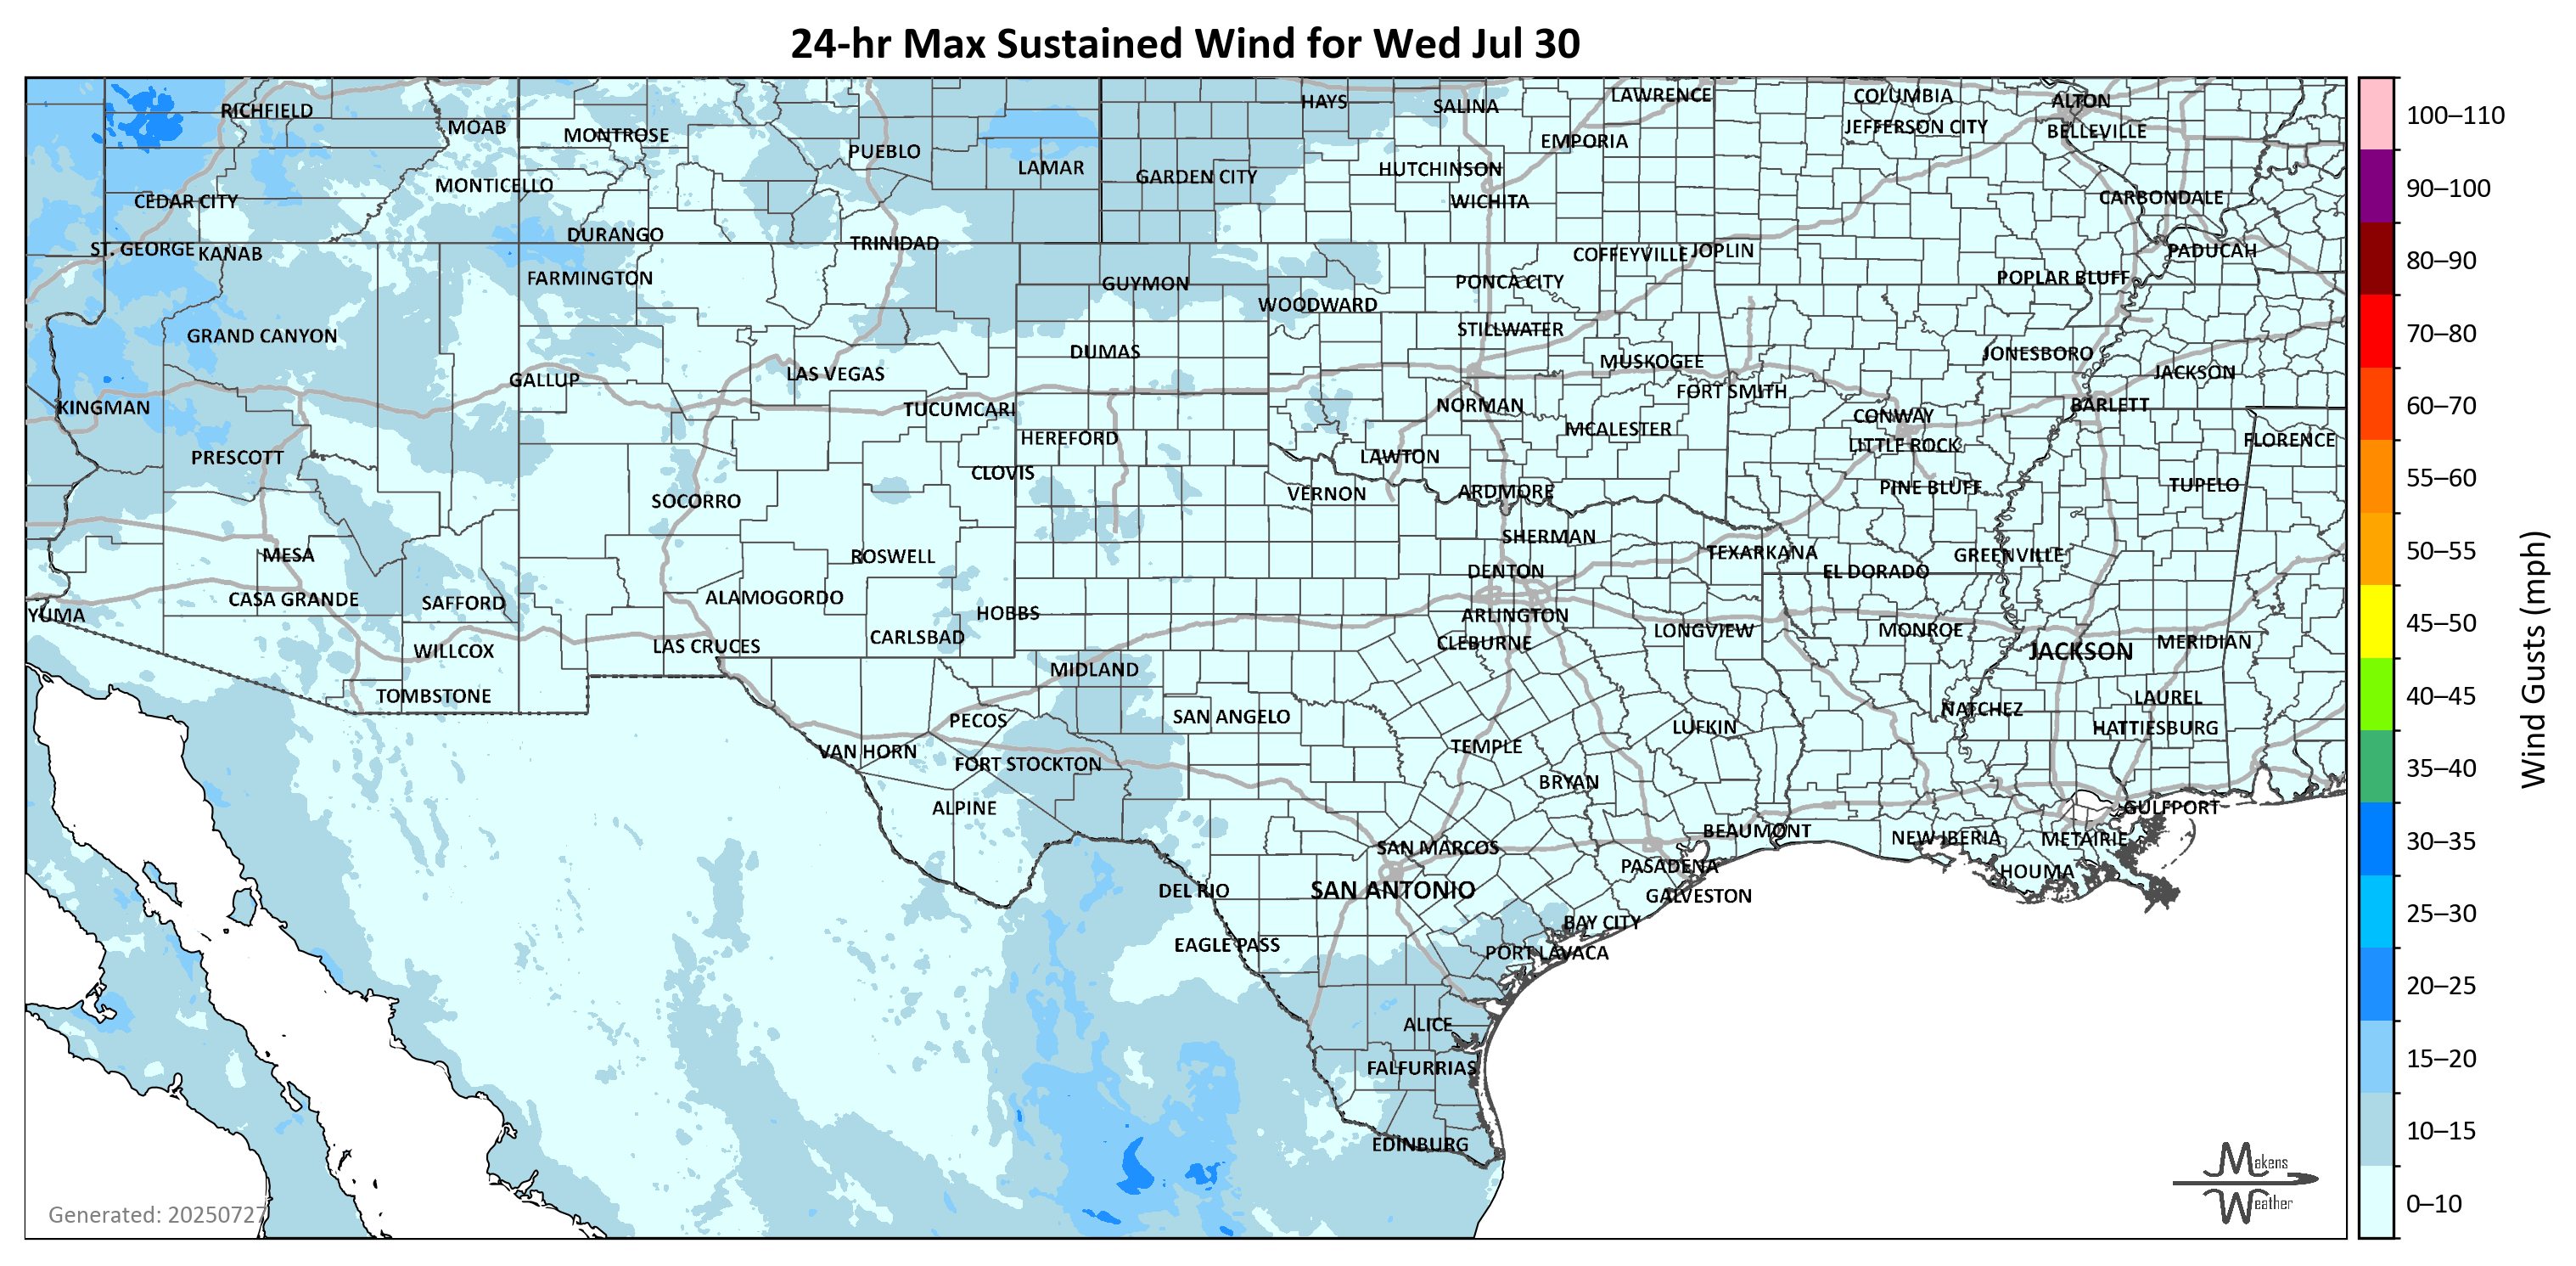 24-hr Max Sustained Wind for Wed Jul 30
RICHFIELD
MOAB
MONTROSE
PUEBLO
LAMAR
HAYS
SALINA
LAWRENCE
COLUMBIA
ALTON
JEFFERSON CITY
BELLEVILLE
EMPORIA
HUTCHINSON
GARDEN CITY
MONTICELLO
CEDAR CITY
WICHITA
CARBONDALE
ST. GEORGE
KANAB
DURANGO
TRINIDAD
COFFEYVILLE
JOPLIN
PADUCAH
FARMINGTON
GUYMON
PONCA CITY
POPLAR BLUFF
WOODWARD
GRAND CANYON
STILLWATER
DUMAS
MUSKOGEE
JONESBORO
GALLUP
LAS VEGAS
JACKSON
FORT SMITH
KINGMAN
TUCUMCARI
NORMAN
CONWAY
BARLETT
HEREFORD
MCALESTER
LITTLE ROCK
FLORENCE
PRESCOTT
CLOVIS
LAWTON
SOCORRO
VERNON
ARDMORE
PINE BLUFF
TUPELO
SHERMAN
MESA
ROSWELL
TEXARKANA
GREENVILLE
DENTON
EL DORADO
CASA GRANDE
SAFFORD
ALAMOGORDO
YUMA
HOBBS
ARLINGTON
CARLSBAD
CLEBURNE
LONGVIEW
MONROE
LAS CRUCES
WILLCOX
JACKSON
MERIDIAN
MIDLAND
TOMBSTONE
LAUREL
PECOS
SAN ANGELO
NATCHEZ
LUFKIN
HATTIESBURG
VAN HORN
TEMPLE
FORT STOCKTON
BRYAN
ALPINE
GULFPORT
BEAUMONT
NEW IBERIA
METAIRIE
SAN MARCOS
PASADENA
HOUMA
DEL RIO
SAN ANTONIO
GALVESTON
BAY CITY
EAGLE PASS
PORT LAVACA
ALICE
FALFURRIAS
EDINBURG
Generated: 20250727
Makens
Weather
100–110
90–100
80–90
70–80
60–70
55–60
50–55
45–50
40–45
35–40
30–35
25–30
20–25
15–20
10–15
0–10
Wind Gusts (mph)